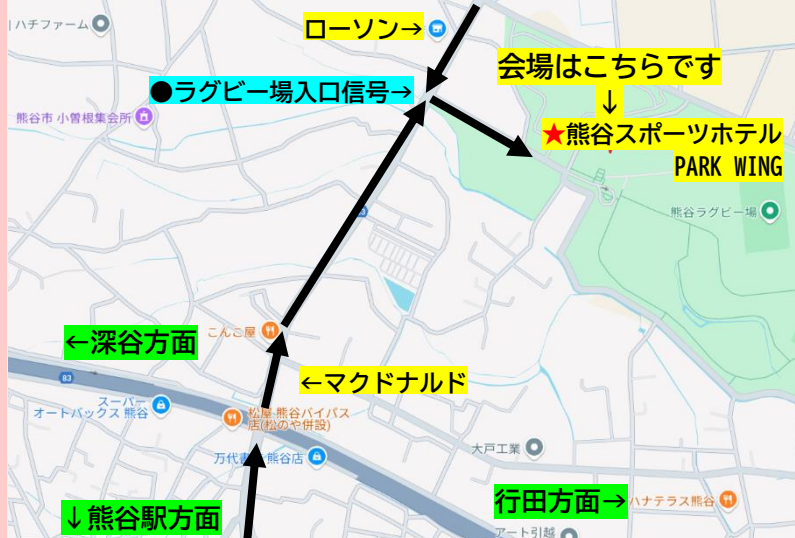 ハチファーム
ローソン→
会場はこちらです
↓
●ラグビー場入口信号→
熊谷市 小曽根集会所
★熊谷スポーツホテル
PARK WING
熊谷ラグビー場
こんこ屋
←深谷方面
←マクドナルド
83
スーパー
オートバックス 熊谷
松屋 熊谷バイパス
店(松のや併設)
万代書 熊谷店
大戸工業
↓熊谷駅方面
行田方面→
ハナテラス熊谷
アート引越